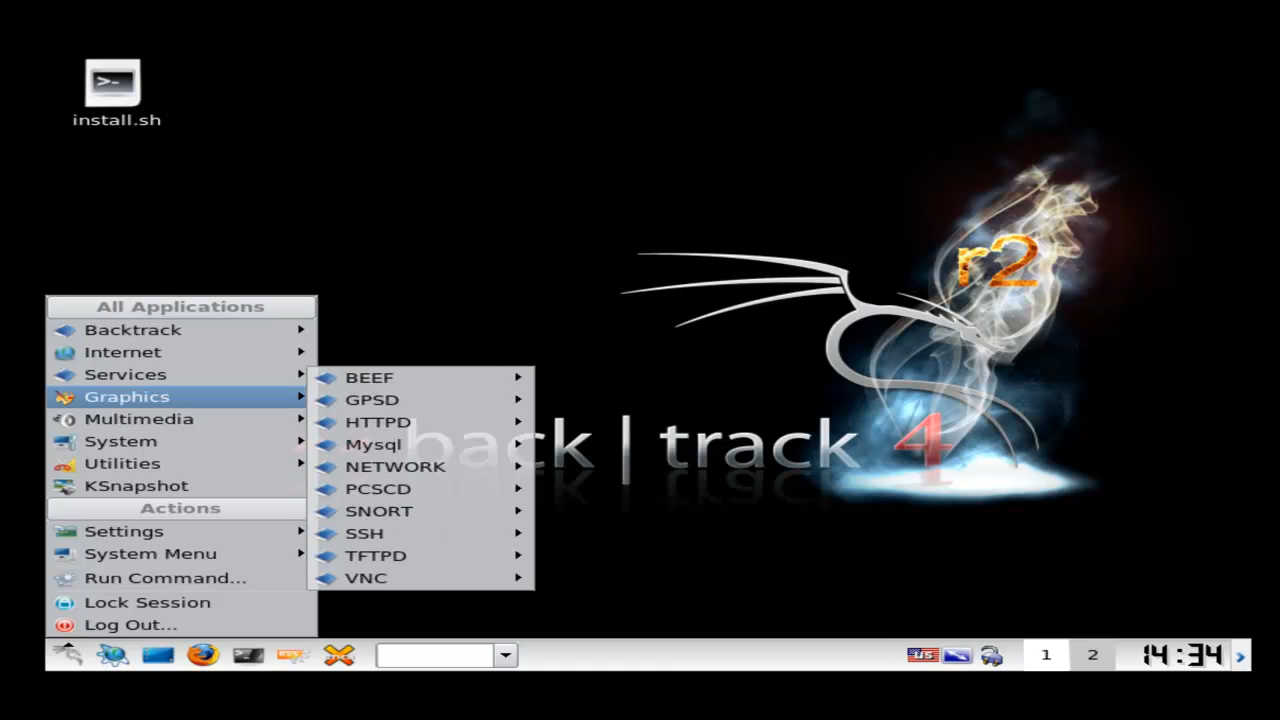 install.sh
r2
back | track 4
All Applications
Backtrack
Internet
Services
Graphics
Multimedia
System
Utilities
KSnapshot
Actions
Settings
System Menu
Run Command...
Lock Session
Log Out...
BEEF
GPSD
HTTPD
Mysql
NETWORK
PCSCD
SNORT
SSH
TFTPD
VNC
US
1
2
14:34